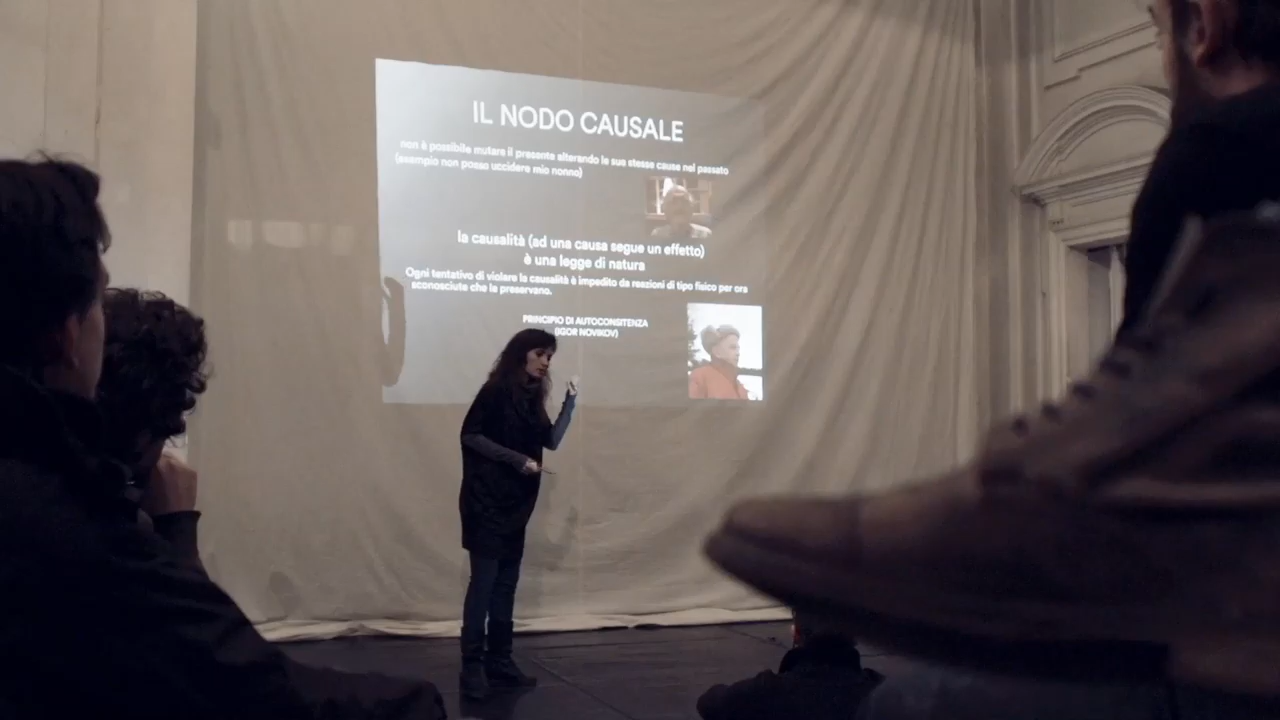 IL NODO CAUSALE
non è possibile mutare il presente alterando le sue stesse cause nel passato
(esempio non posso uccidere mio nonno)
la causalità (ad una causa segue un effetto)
è una legge di natura
Ogni tentativo di violare la causalità è impedito da reazioni di tipo fisico per ora
sconosciute che la preservano.
PRINCIPIO DI AUTOCONSITENZA
(IGOR NOVIKOV)